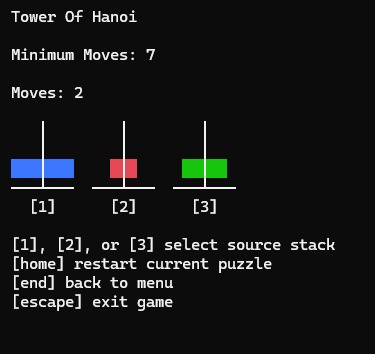 Tower Of Hanoi
Minimum Moves: 7
Moves: 2
[1] [2] [3]
[1], [2], or [3] select source stack
[home] restart current puzzle
[end] back to menu
[escape] exit game